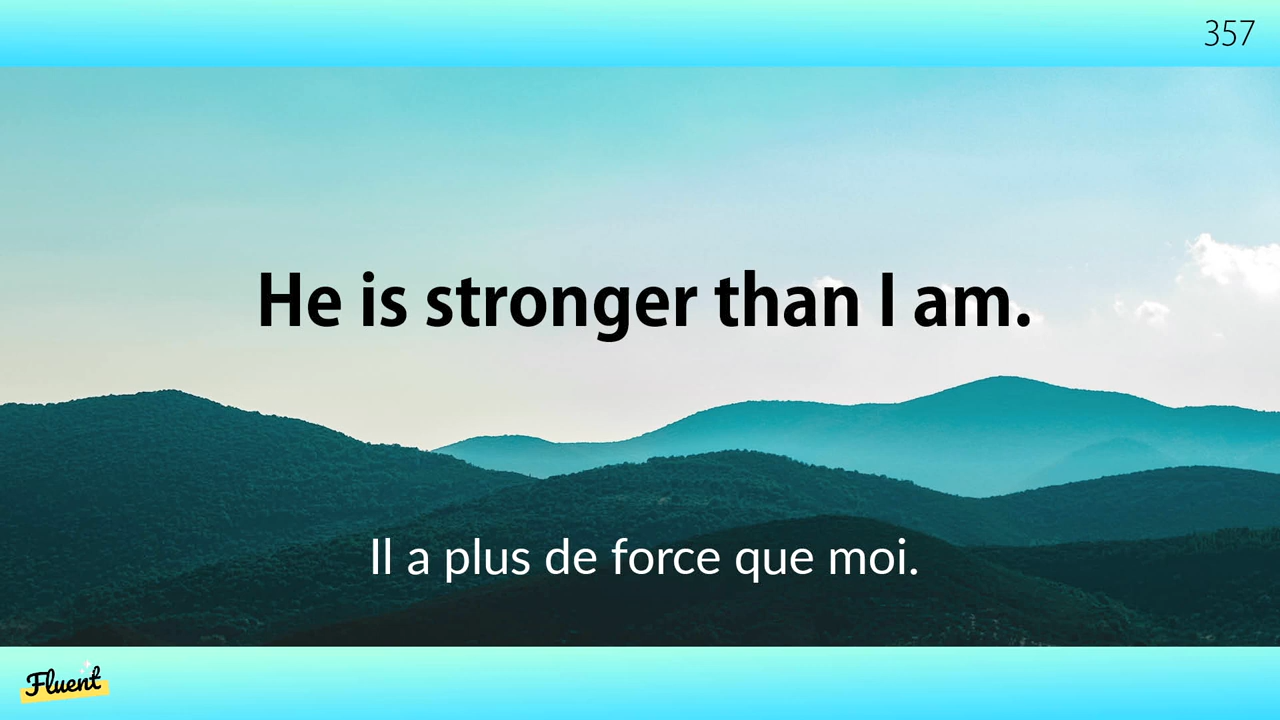 357
He is stronger than I am.
Il a plus de force que moi.
Fluent